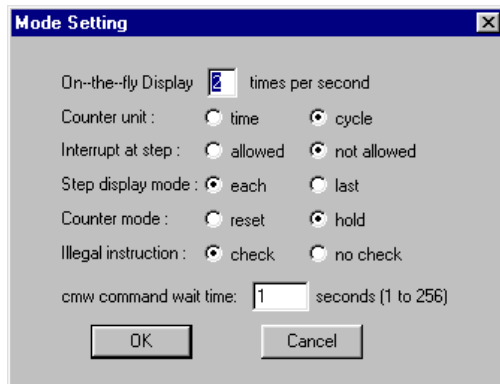 Mode Setting
On--the--fly Display 2 times per second
Counter unit : time cycle
Interrupt at step : allowed not allowed
Step display mode : each last
Counter mode : reset hold
Illegal instruction : check no check
cmw command wait time: 1 seconds (1 to 256)
OK Cancel